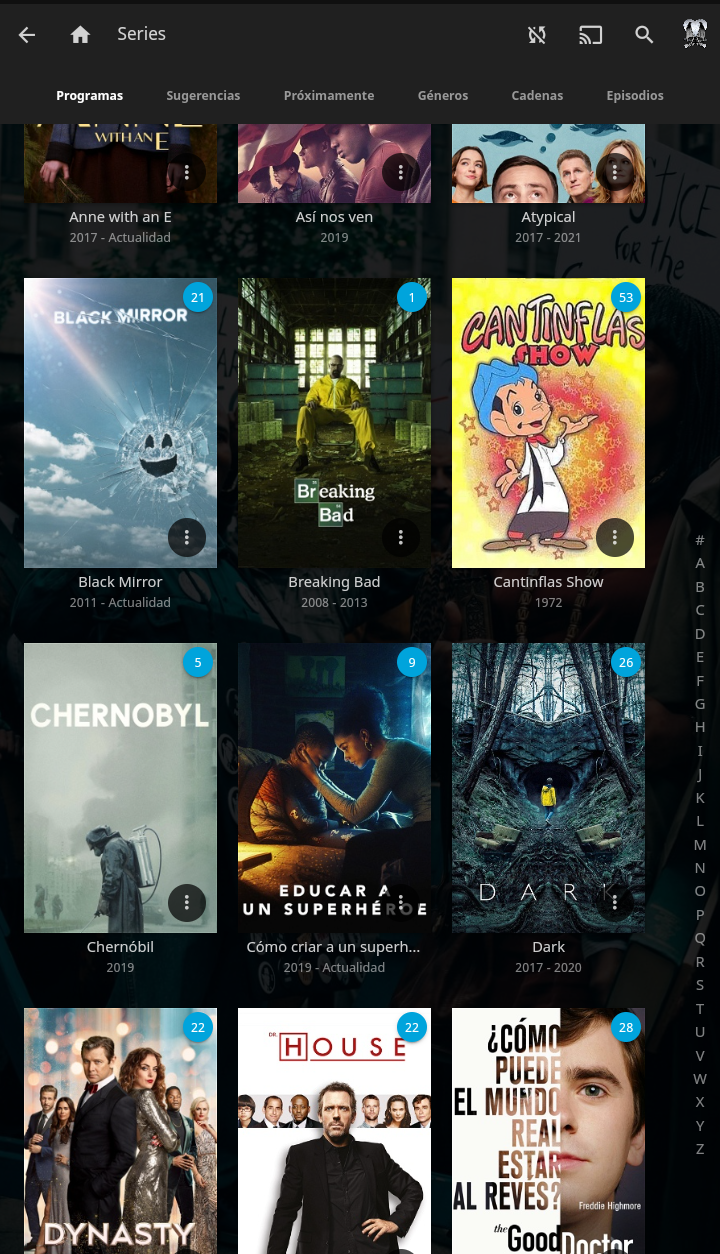 Series
Programas Sugerencias Próximamente Géneros Cadenas Episodios
WITH AN E
Anne with an E
2017 - Actualidad
Así nos ven
2019
Atypical
2017 - 2021
STICE
for the
21
BLACK MIRROR
Black Mirror
2011 - Actualidad
1
Breaking
Bad
Breaking Bad
2008 - 2013
53
CANTINFLAS
SHOW
Cantinflas Show
1972
5
CHERNOBYL
Chernóbil
2019
9
EDUCAR A
UN SUPERHÉROE
Cómo criar a un superh...
2019 - Actualidad
26
DARK
Dark
2017 - 2020
22
DYNASTY
22
DR. HOUSE
28
¿CÓMO
PUEDE
EL MUNDO
REAL
ESTAR
AL REVÉS?
Freddie Highmore
the Good Doctor
#
A
B
C
D
E
F
G
H
I
J
K
L
M
N
O
P
Q
R
S
T
U
V
W
X
Y
Z